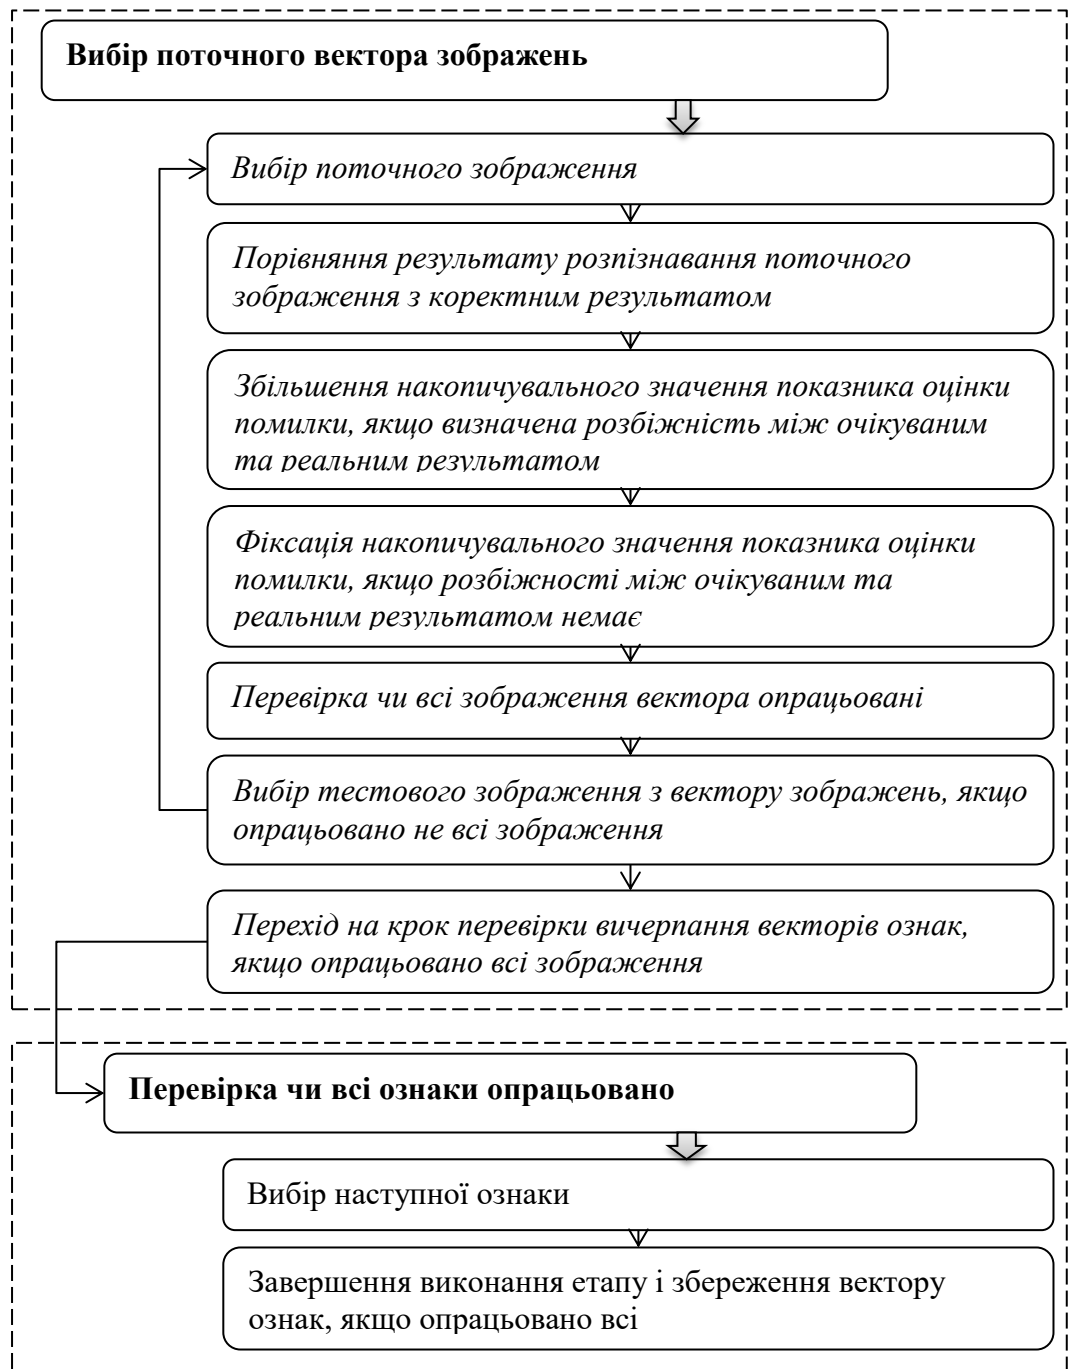 Вибір поточного вектора зображень
Вибір поточного зображення
Порівняння результату розпізнавання поточного
зображення з коректним результатом
Збільшення накопичувального значення показника оцінки
помилки, якщо визначена розбіжність між очікуваним
та реальним результатом
Фіксація накопичувального значення показника оцінки
помилки, якщо розбіжності між очікуваним та
реальним результатом немає
Перевірка чи всі зображення вектора опрацьовані
Вибір тестового зображення з вектору зображень, якщо
опрацьовано не всі зображення
Перехід на крок перевірки вичерпання векторів ознак,
якщо опрацьовано всі зображення
Перевірка чи всі ознаки опрацьовано
Вибір наступної ознаки
Завершення виконання етапу і збереження вектору
ознак, якщо опрацьовано всі